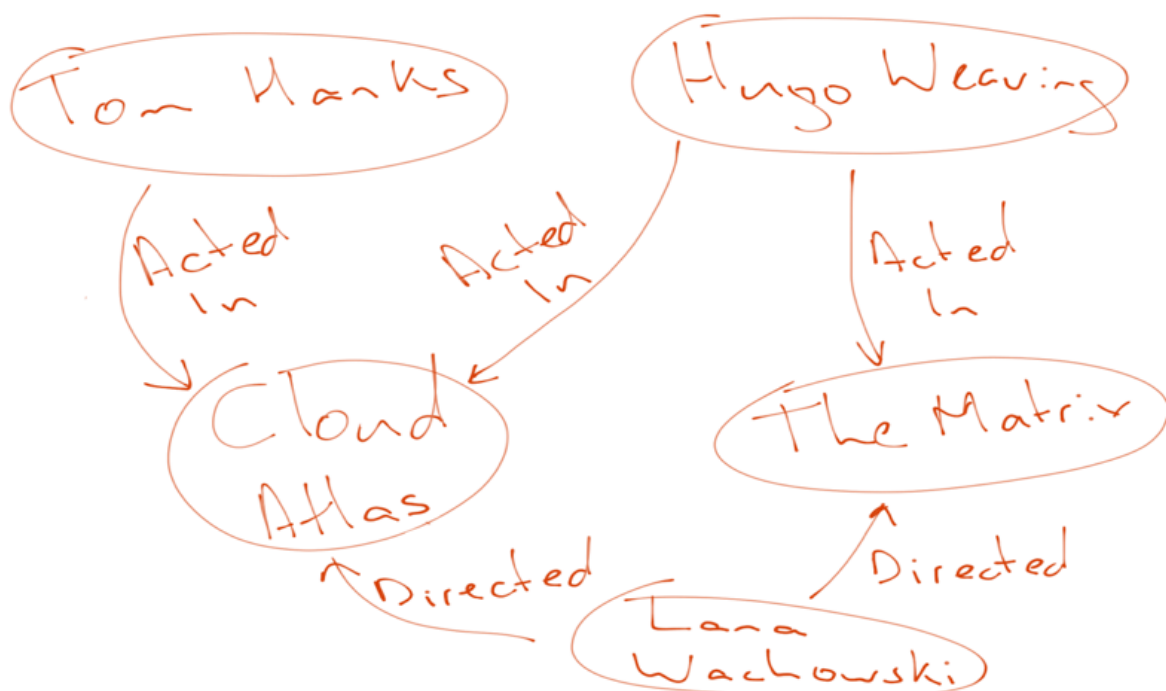 Tom Hanks
Hugo Weaving
Acted
In
Acted
In
Acted
In
Cloud
Atlas
The Matrix
Directed
Directed
Lana
Wachowski